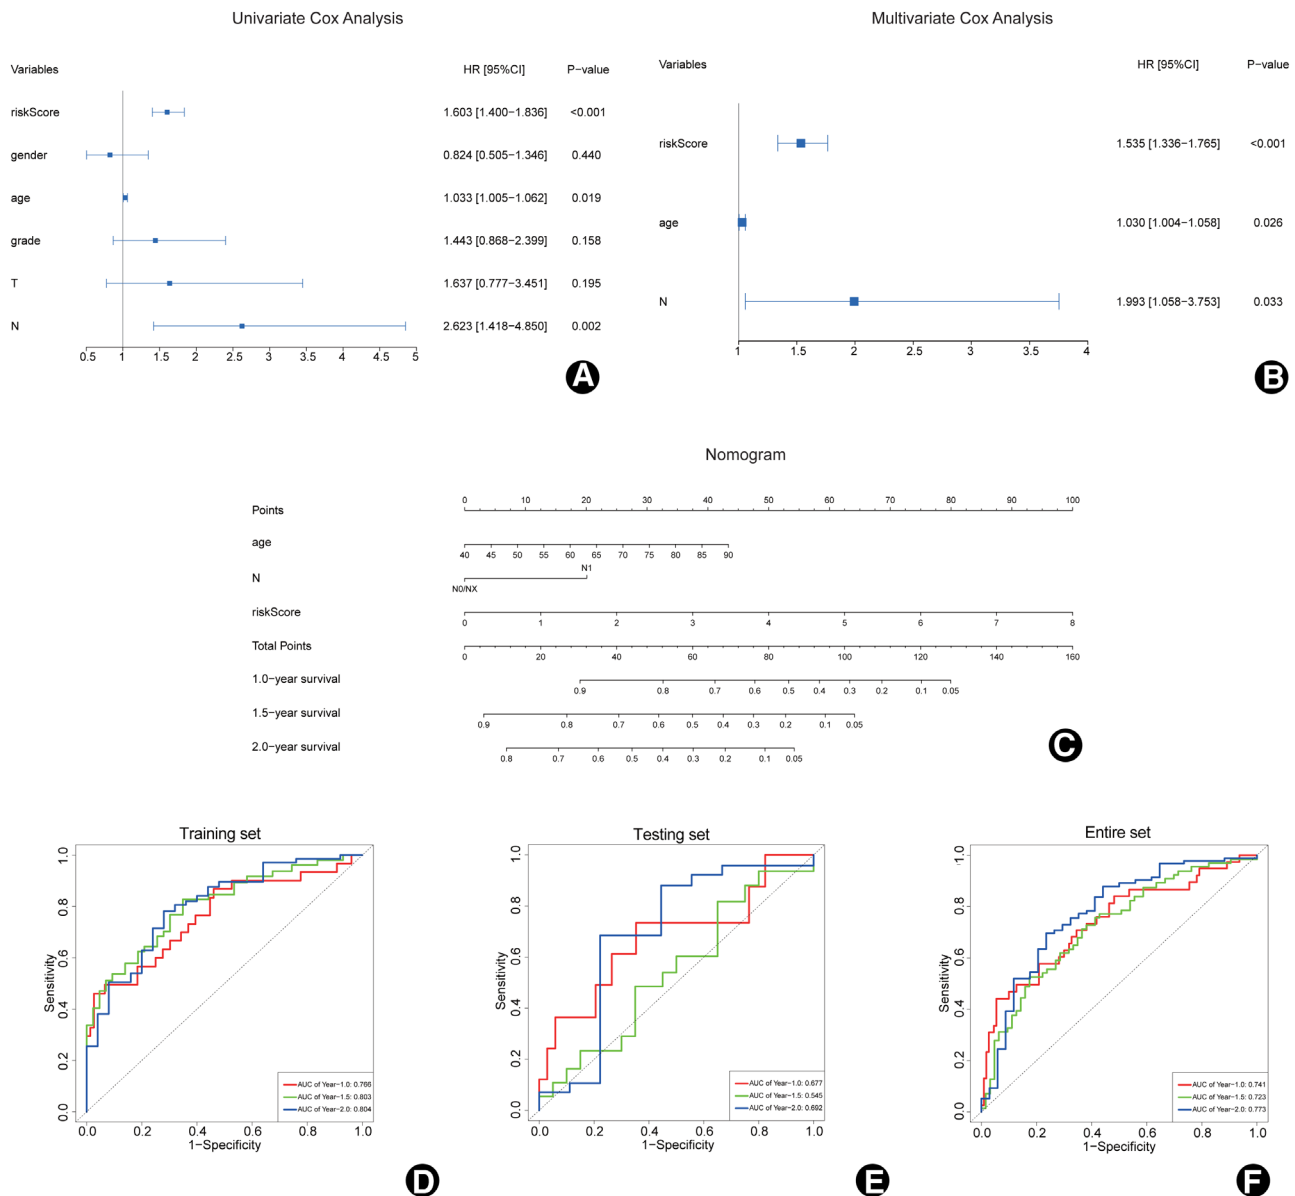 Univariate Cox Analysis
Variables HR [95%CI] P−value
riskScore 1.603 [1.400−1.836] <0.001
gender 0.824 [0.505−1.346] 0.440
age 1.033 [1.005−1.062] 0.019
grade 1.443 [0.868−2.399] 0.158
T 1.637 [0.777−3.451] 0.195
N 2.623 [1.418−4.850] 0.002
0.5 1 1.5 2 2.5 3 3.5 4 4.5 5
A
Multivariate Cox Analysis
Variables HR [95%CI] P−value
riskScore 1.535 [1.336−1.765] <0.001
age 1.030 [1.004−1.058] 0.026
N 1.993 [1.058−3.753] 0.033
1 1.5 2 2.5 3 3.5 4
B
Nomogram
Points 0 10 20 30 40 50 60 70 80 90 100
age 40 45 50 55 60 65 70 75 80 85 90
N N0/NX N1
riskScore 0 1 2 3 4 5 6 7 8
Total Points 0 20 40 60 80 100 120 140 160
1.0−year survival 0.9 0.8 0.7 0.6 0.5 0.4 0.3 0.2 0.1 0.05
1.5−year survival 0.9 0.8 0.7 0.6 0.5 0.4 0.3 0.2 0.1 0.05
2.0−year survival 0.8 0.7 0.6 0.5 0.4 0.3 0.2 0.1 0.05
C
Training set
Sensitivity
0.0 0.2 0.4 0.6 0.8 1.0
AUC of Year−1.0: 0.766
AUC of Year−1.5: 0.803
AUC of Year−2.0: 0.804
0.0 0.2 0.4 0.6 0.8 1.0
1−Specificity
D
Testing set
Sensitivity
0.0 0.2 0.4 0.6 0.8 1.0
AUC of Year−1.0: 0.677
AUC of Year−1.5: 0.545
AUC of Year−2.0: 0.692
0.0 0.2 0.4 0.6 0.8 1.0
1−Specificity
E
Entire set
Sensitivity
0.0 0.2 0.4 0.6 0.8 1.0
AUC of Year−1.0: 0.741
AUC of Year−1.5: 0.723
AUC of Year−2.0: 0.773
0.0 0.2 0.4 0.6 0.8 1.0
1−Specificity
F